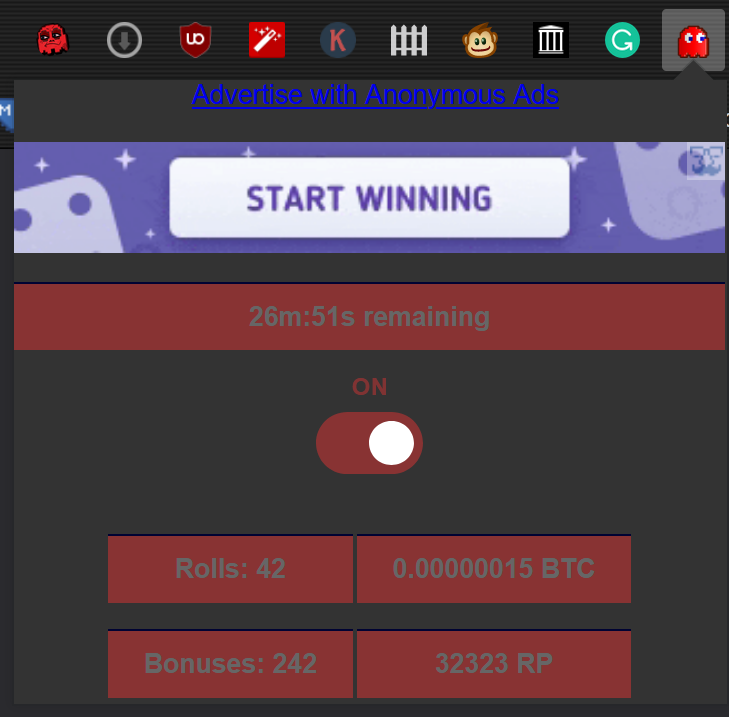 UO
K
G
M
Advertise with Anonymous Ads
START WINNING
26m:51s remaining
ON
Rolls: 42
0.00000015 BTC
Bonuses: 242
32323 RP